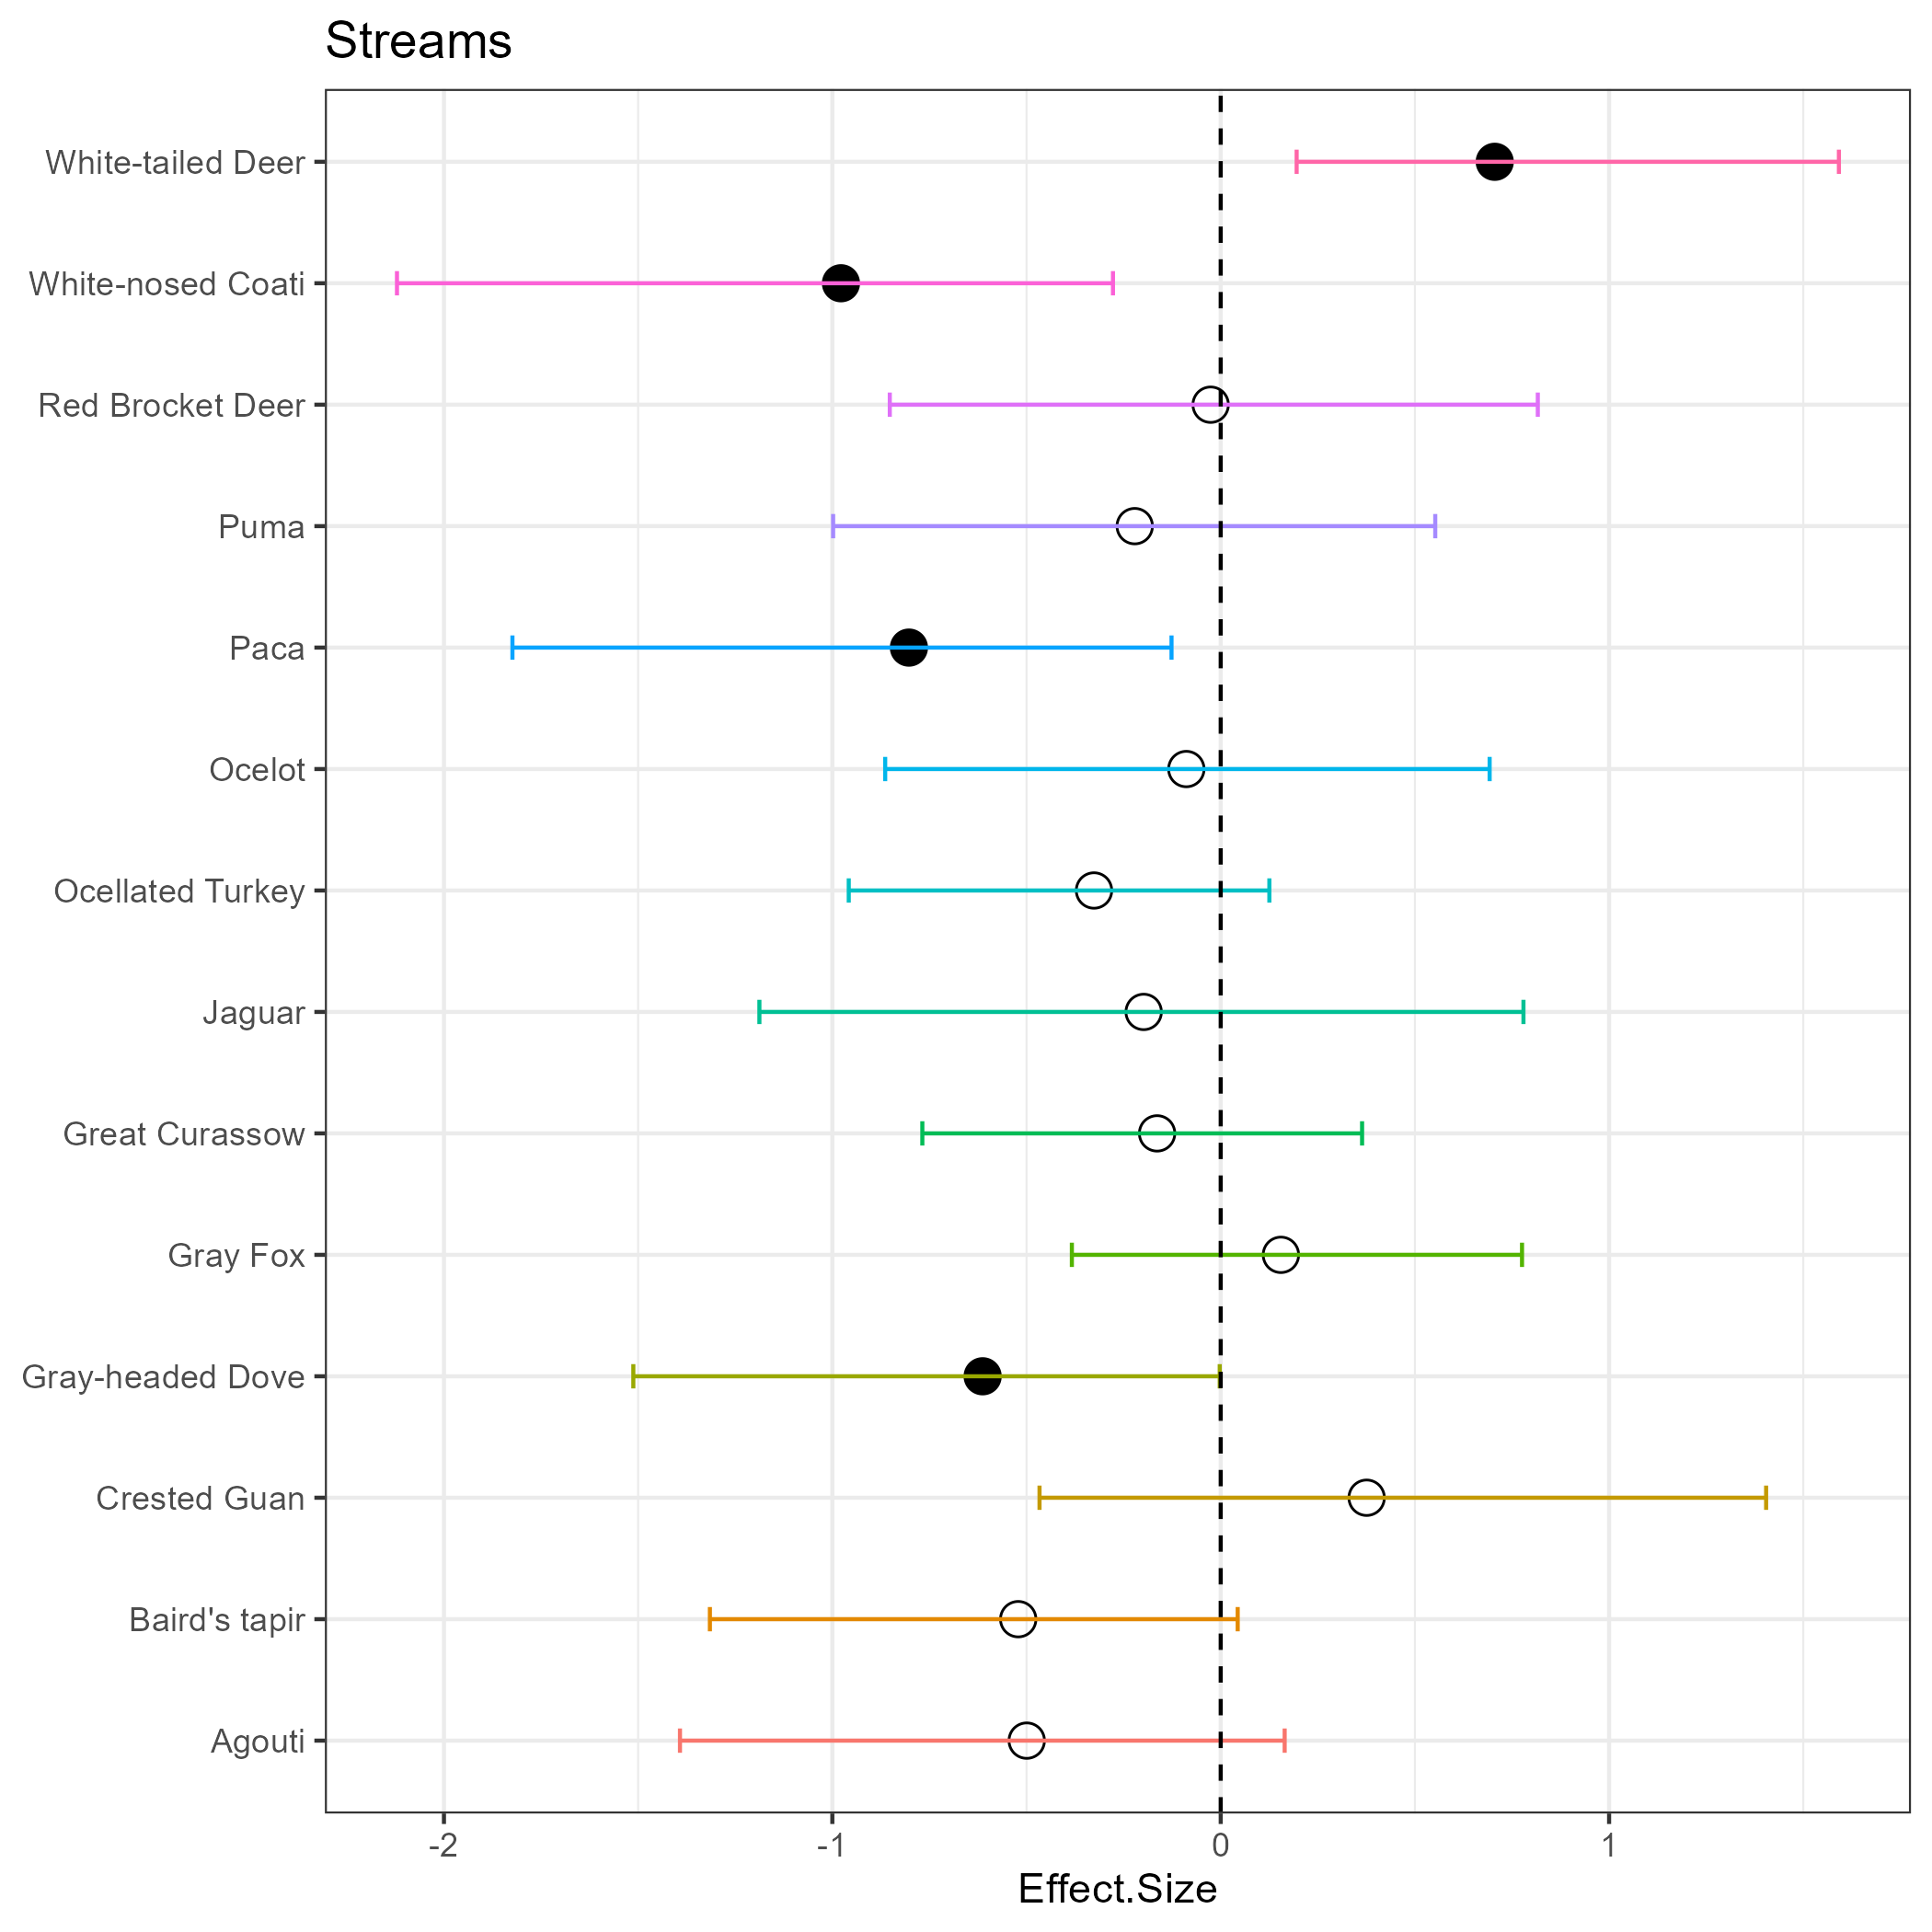 Streams
White-tailed Deer
White-nosed Coati
Red Brocket Deer
Puma
Paca
Ocelot
Ocellated Turkey
Jaguar
Great Curassow
Gray Fox
Gray-headed Dove
Crested Guan
Baird's tapir
Agouti
-2 -1 0 1
Effect.Size